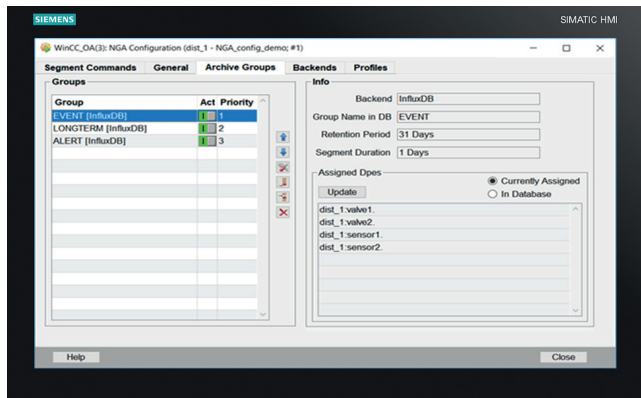 SIEMENS
SIMATIC HMI
WinCC_OA(3): NGA Configuration (dist_1 - NGA_config_demo; #1)
Segment Commands General Archive Groups Backends Profiles
Groups
Group Act Priority
EVENT [InfluxDB] 1
LONGTERM [InfluxDB] 2
ALERT [InfluxDB] 3
Info
Backend InfluxDB
Group Name in DB EVENT
Retention Period 31 Days
Segment Duration 1 Days
Assigned Dpes
Update
Currently Assigned
In Database
dist_1:valve1.
dist_1:valve2.
dist_1:sensor1.
dist_1:sensor2.
Help
Close